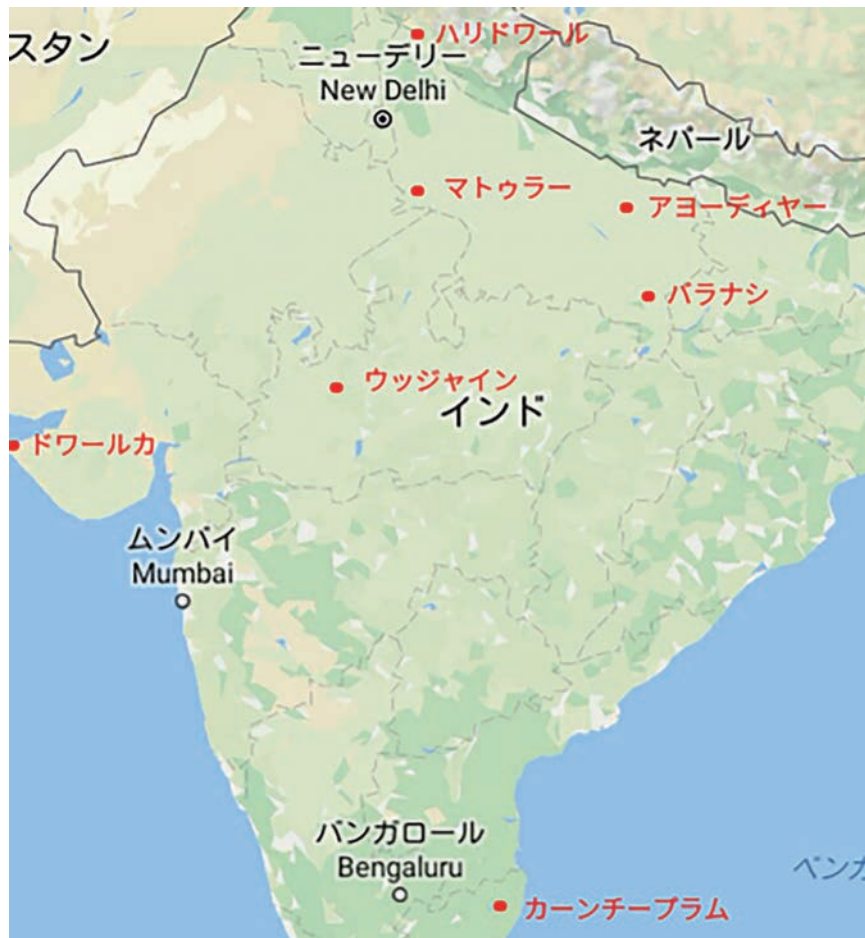 ハリドワール
スタン
ニューデリー
New Delhi
ネパール
マトゥラー
アヨーディヤー
バラナシ
ウッジャイン
インド
ドワールカ
ムンバイ
Mumbai
バンガロール
Bengaluru
ベンガ
カーンチープラム